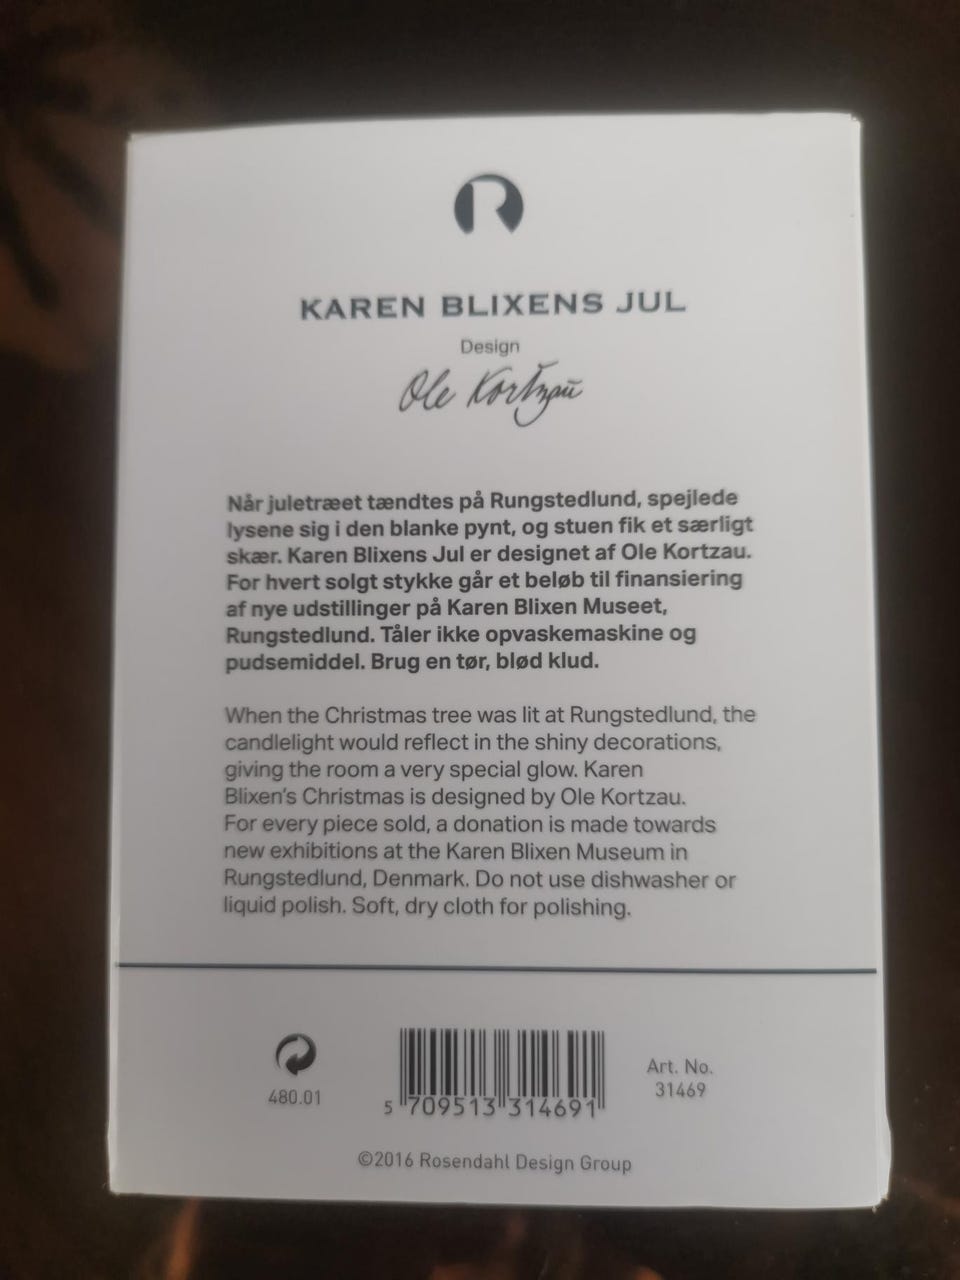 R
KAREN BLIXENS JUL
Design
Ole Kortzau
Når juletræet tændtes på Rungstedlund, spejlede
lysene sig i den blanke pynt, og stuen fik et særligt
skær. Karen Blixens Jul er designet af Ole Kortzau.
For hvert solgt stykke går et beløb til finansiering
af nye udstillinger på Karen Blixen Museet,
Rungstedlund. Tåler ikke opvaskemaskine og
pudsemiddel. Brug en tør, blød klud.
When the Christmas tree was lit at Rungstedlund, the
candlelight would reflect in the shiny decorations,
giving the room a very special glow. Karen
Blixen's Christmas is designed by Ole Kortzau.
For every piece sold, a donation is made towards
new exhibitions at the Karen Blixen Museum in
Rungstedlund, Denmark. Do not use dishwasher or
liquid polish. Soft, dry cloth for polishing.
480.01
5 709513 314691
Art. No.
31469
©2016 Rosendahl Design Group